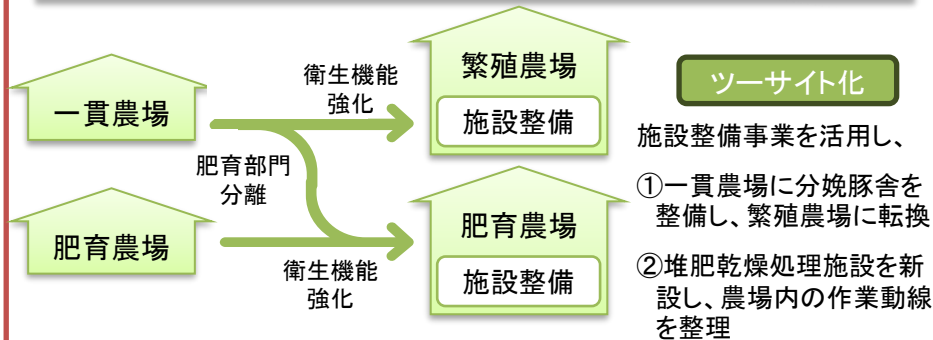 一貫農場
衛生機能
強化
繁殖農場
施設整備
肥育部門
分離
肥育農場
衛生機能
強化
肥育農場
施設整備
ツーサイト化
施設整備事業を活用し、
①一貫農場に分娩豚舎を
整備し、繁殖農場に転換
②堆肥乾燥処理施設を新
設し、農場内の作業動線
を整理